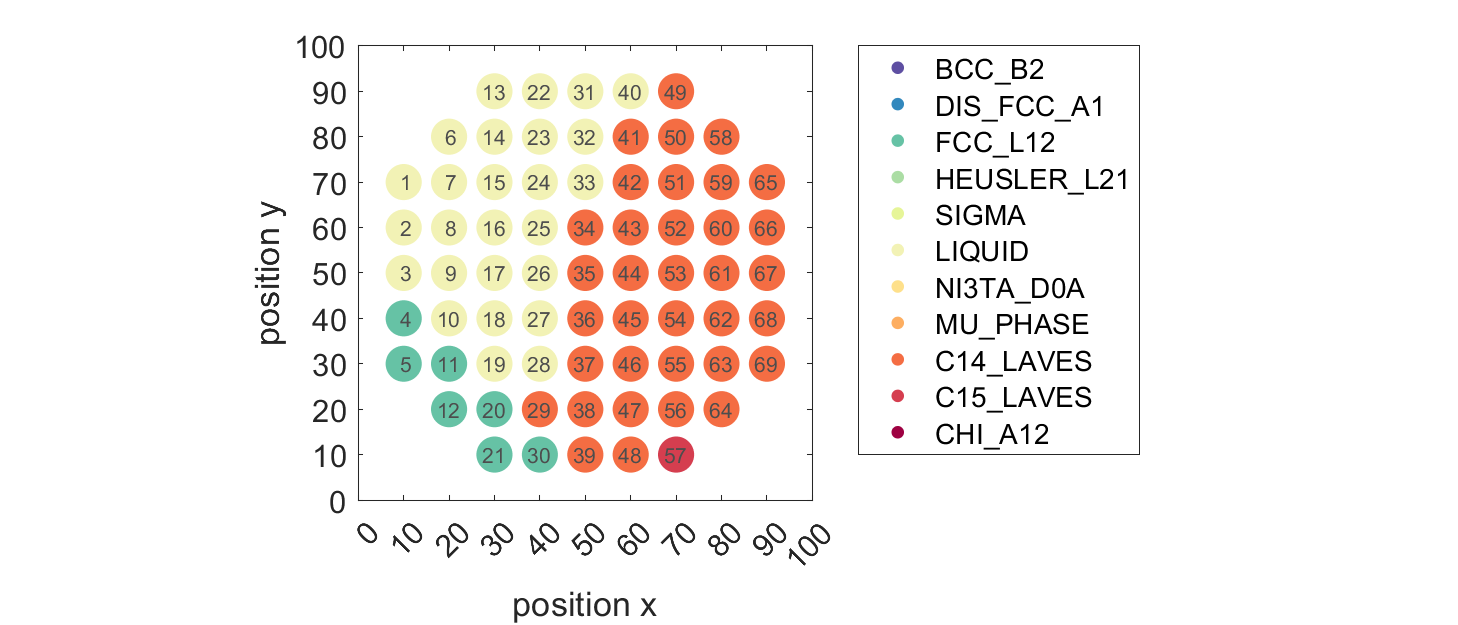 100
90 13 22 31 40 49
80 6 14 23 32 41 50 58
70 1 7 15 24 33 42 51 59 65
60 2 8 16 25 34 43 52 60 66
50 3 9 17 26 35 44 53 61 67
40 4 10 18 27 36 45 54 62 68
30 5 11 19 28 37 46 55 63 69
20 12 20 29 38 47 56 64
10 21 30 39 48 57
0
position y
0 10 20 30 40 50 60 70 80 90 100
position x
BCC_B2
DIS_FCC_A1
FCC_L12
HEUSLER_L21
SIGMA
LIQUID
NI3TA_D0A
MU_PHASE
C14_LAVES
C15_LAVES
CHI_A12